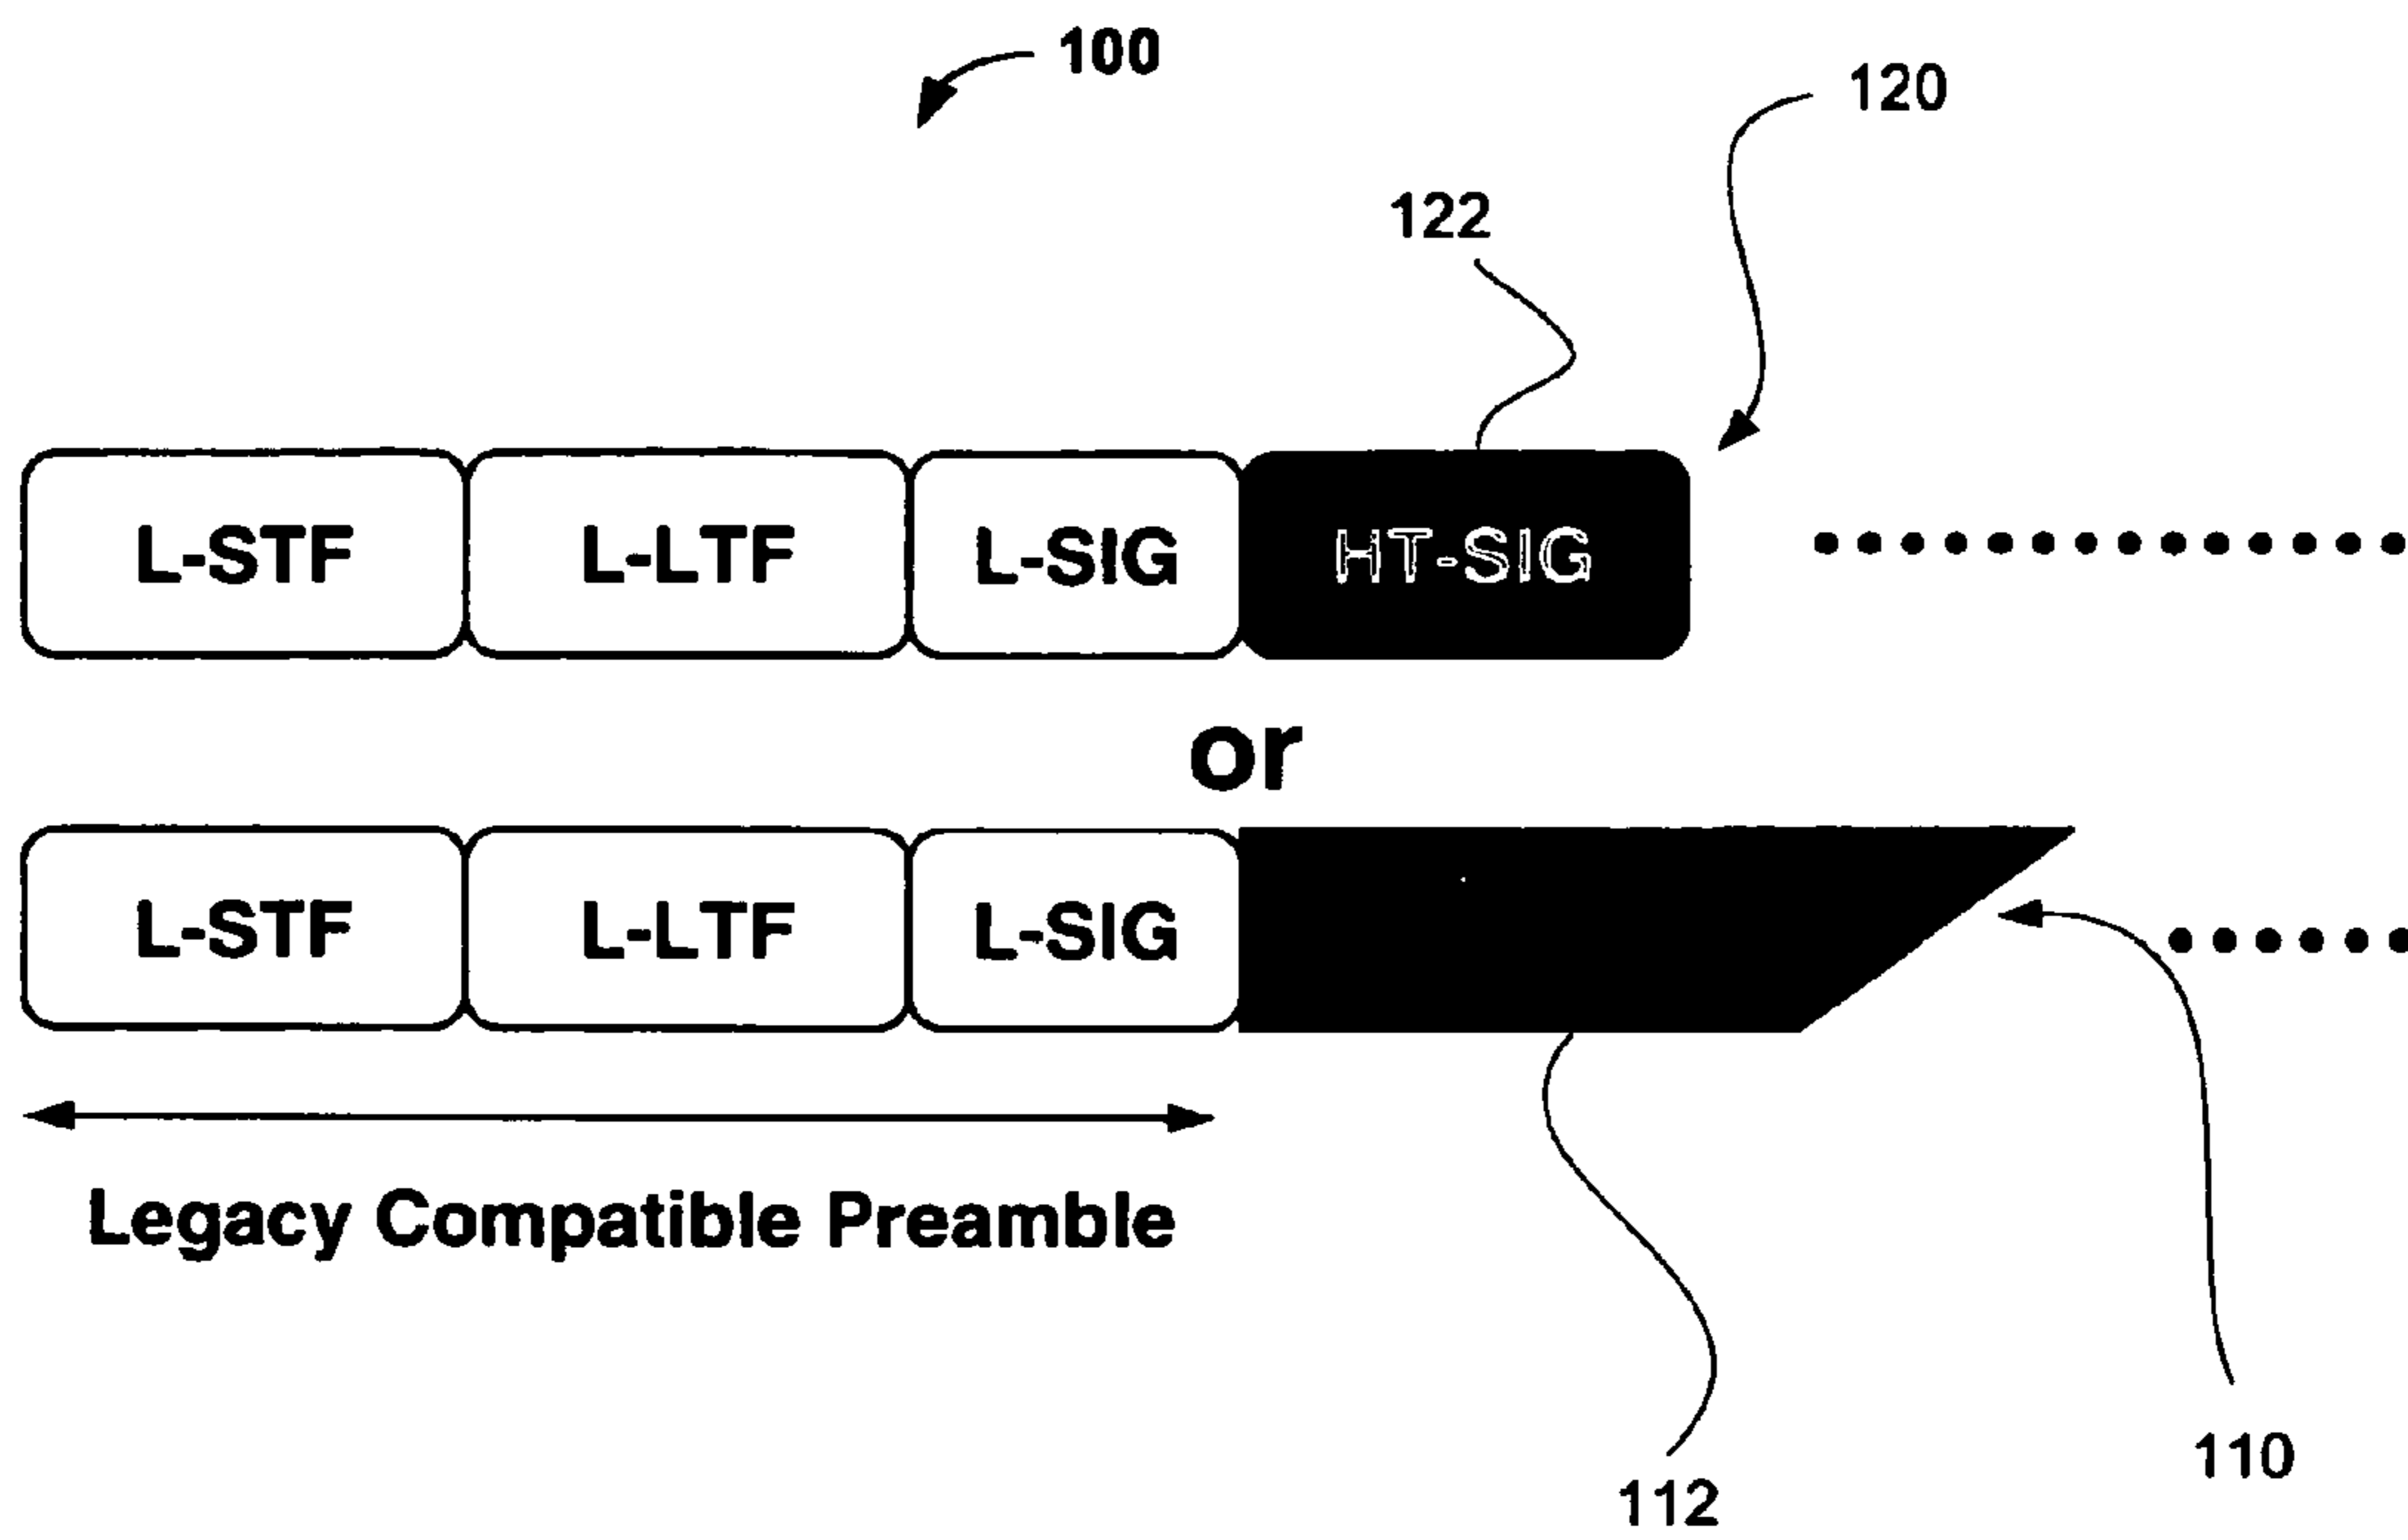 100
120
122
L-STF L-LTF L-SIG HT-SIG
or
L-STF L-LTF L-SIG
Legacy Compatible Preamble
110
112